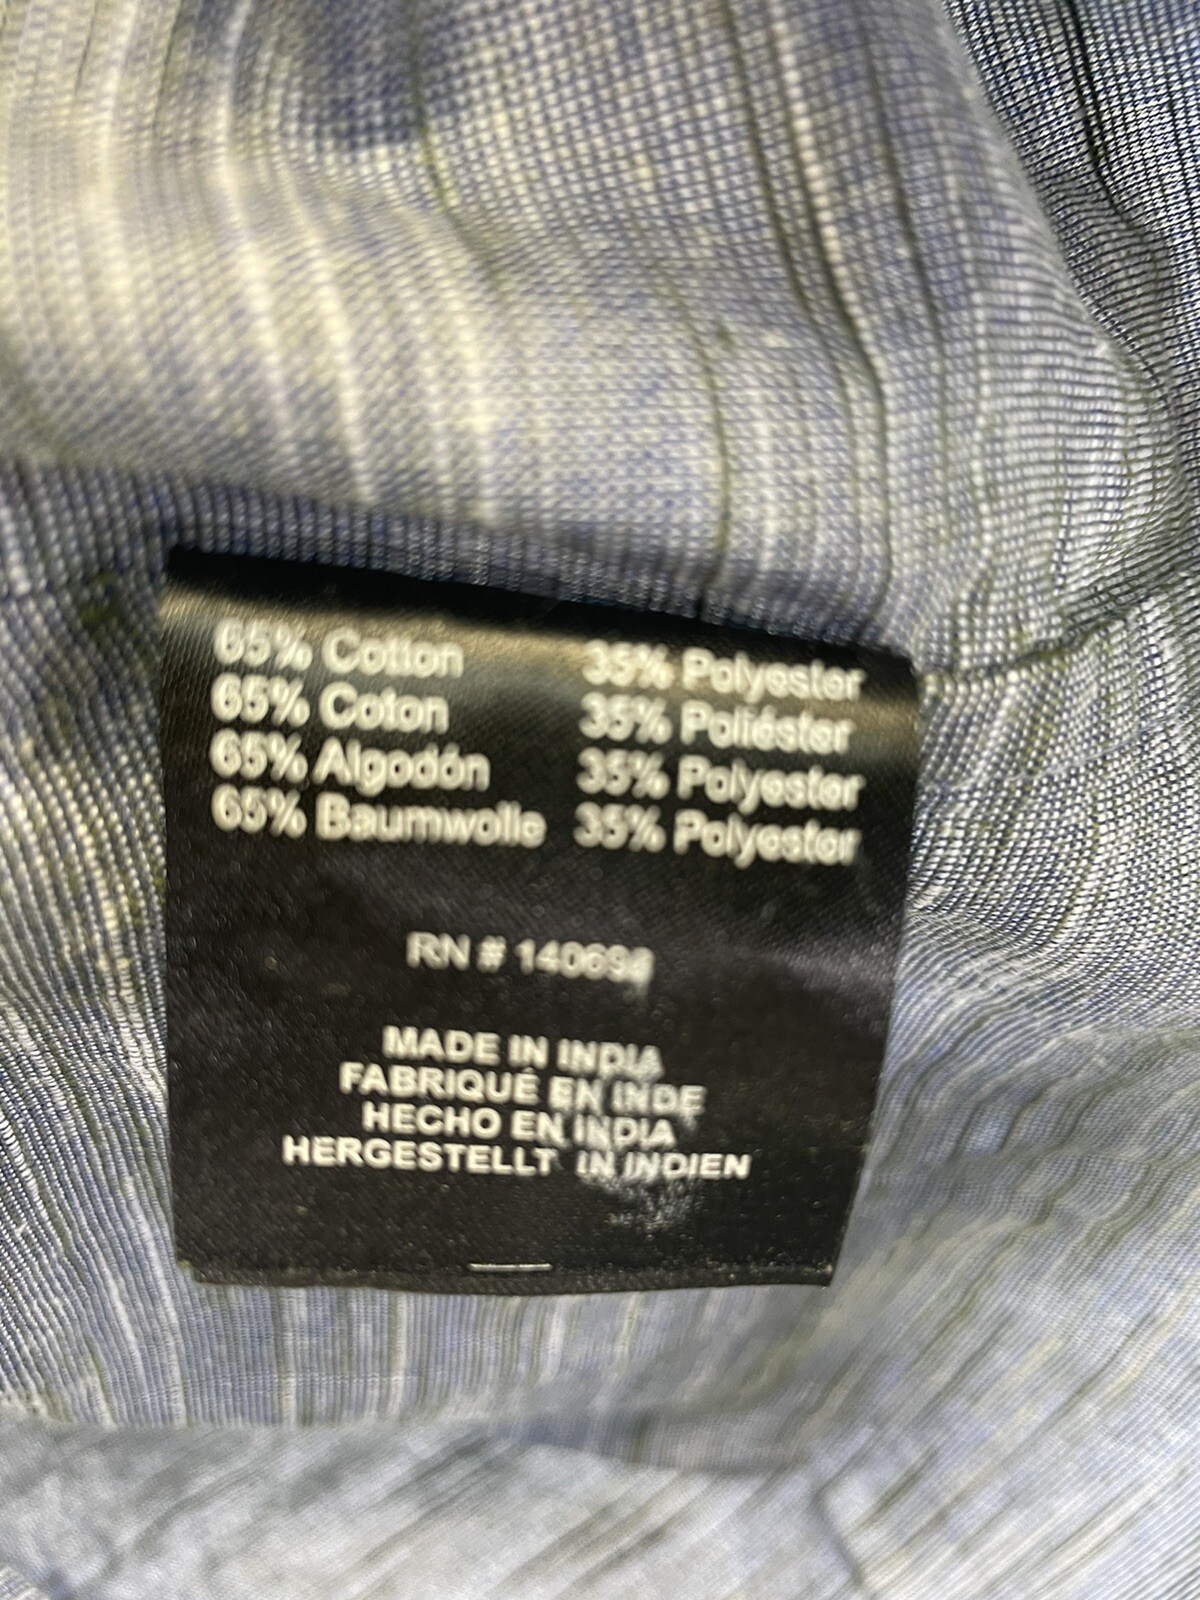 65% Cotton 35% Polyester
65% Coton 35% Poliéster
65% Algodón 35% Polyester
65% Baumwolle 35% Polyester
RN #
MADE IN INDIA
FABRIQUÉ EN INDE
HECHO EN INDIA
HERGESTELLT IN INDIEN